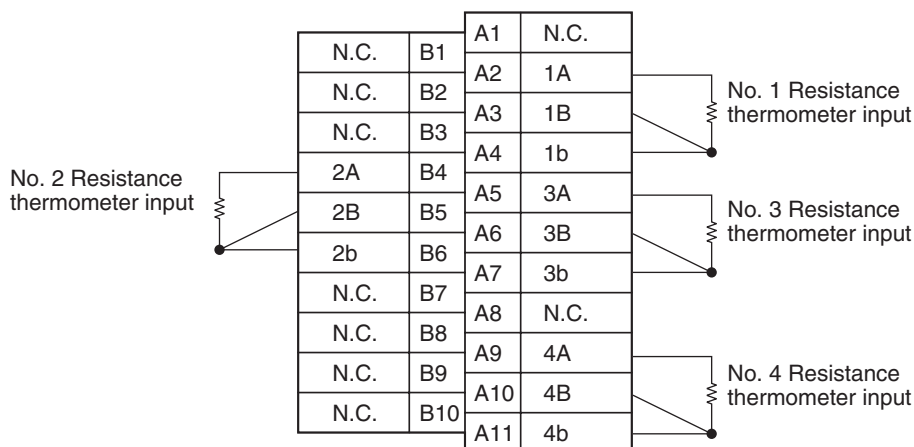 A1 N.C.
N.C. B1
A2 1A
N.C. B2
A3 1B
N.C. B3
A4 1b
2A B4
A5 3A
2B B5
A6 3B
2b B6
A7 3b
N.C. B7
A8 N.C.
N.C. B8
A9 4A
N.C. B9
A10 4B
N.C. B10
A11 4b
No. 1 Resistance
thermometer input
No. 2 Resistance
thermometer input
No. 3 Resistance
thermometer input
No. 4 Resistance
thermometer input